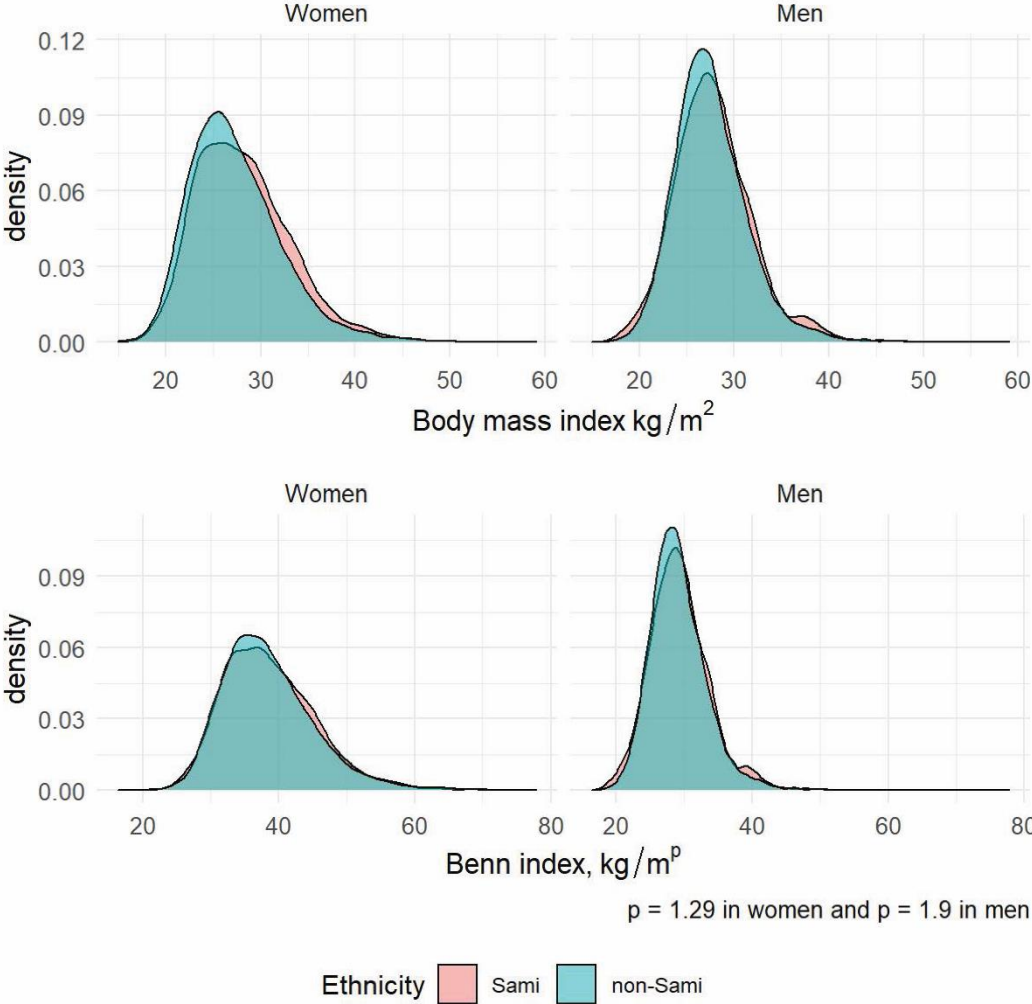 Women Men
0.12
0.09
0.06
0.03
0.00
density
20 30 40 50 60 20 30 40 50 60
Body mass index kg/m²
Women Men
0.09
0.06
0.03
0.00
density
20 40 60 80 20 40 60 80
Benn index, kg/mᵖ
p = 1.29 in women and p = 1.9 in men
Ethnicity Sami non-Sami